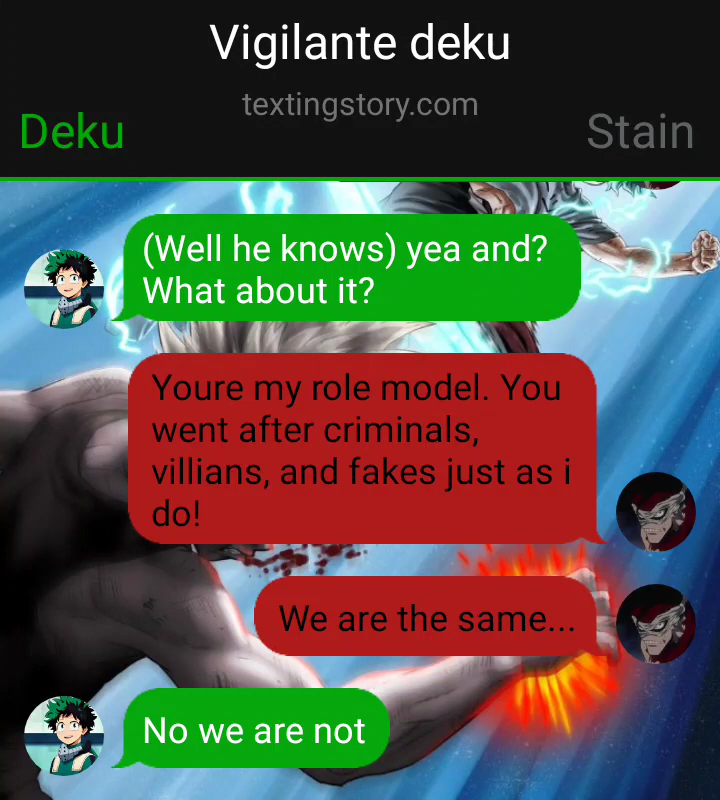 Vigilante deku
textingstory.com
Deku
Stain
(Well he knows) yea and?
What about it?
Youre my role model. You
went after criminals,
villians, and fakes just as i
do!
We are the same...
No we are not